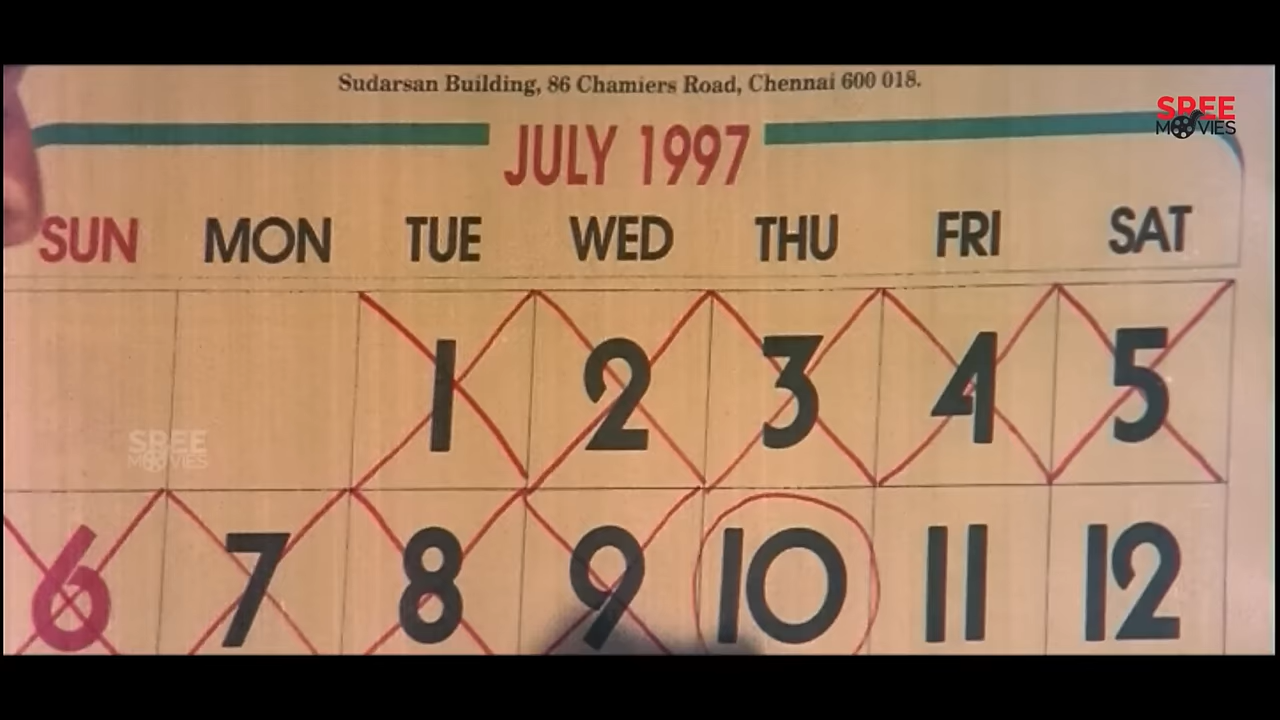 Sudarsan Building, 86 Chamiers Road, Chennai 600 018.
SREE
MOVIES
JULY 1997
SUN MON TUE WED THU FRI SAT
1 2 3 4 5
SREE
MOVIES
6 7 8 9 10 11 12